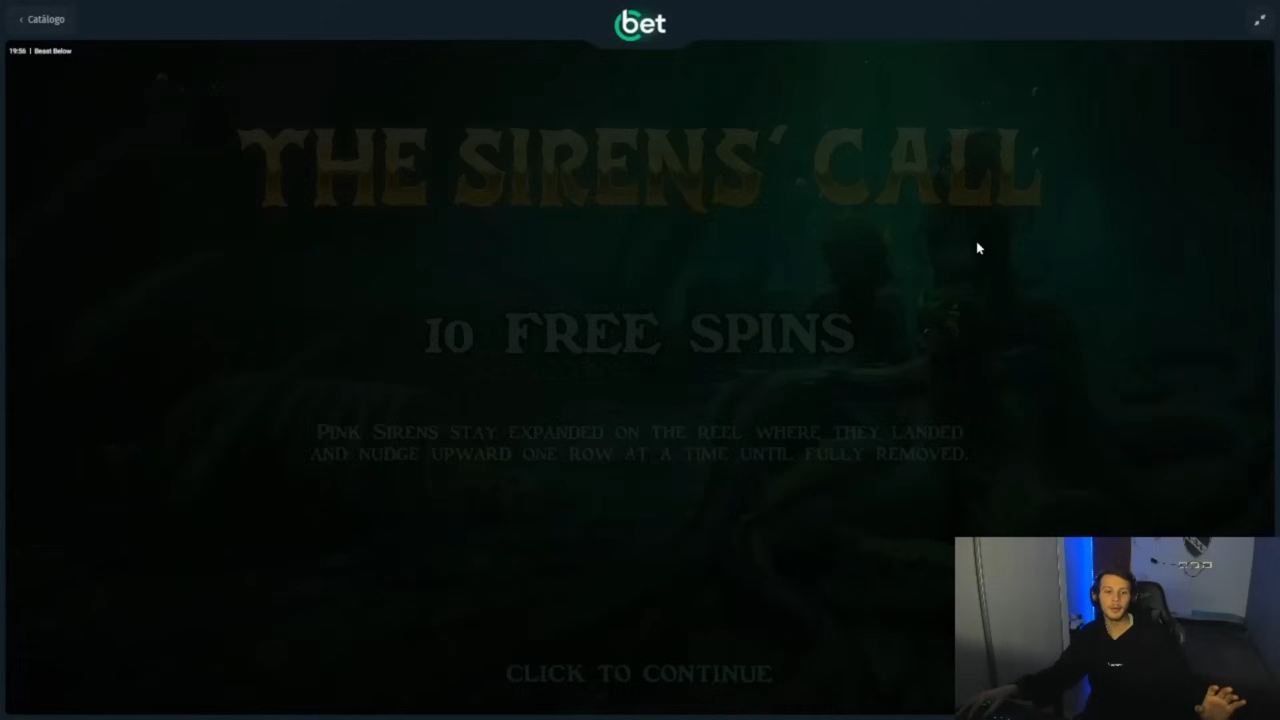 ‹ Catálogo
bet
19:56 | Beast Below
THE SIRENS' CALL
10 FREE SPINS
PINK SIRENS STAY EXPANDED ON THE REEL WHERE THEY LANDED
AND NUDGE UPWARD ONE ROW AT A TIME UNTIL FULLY REMOVED.
CLICK TO CONTINUE